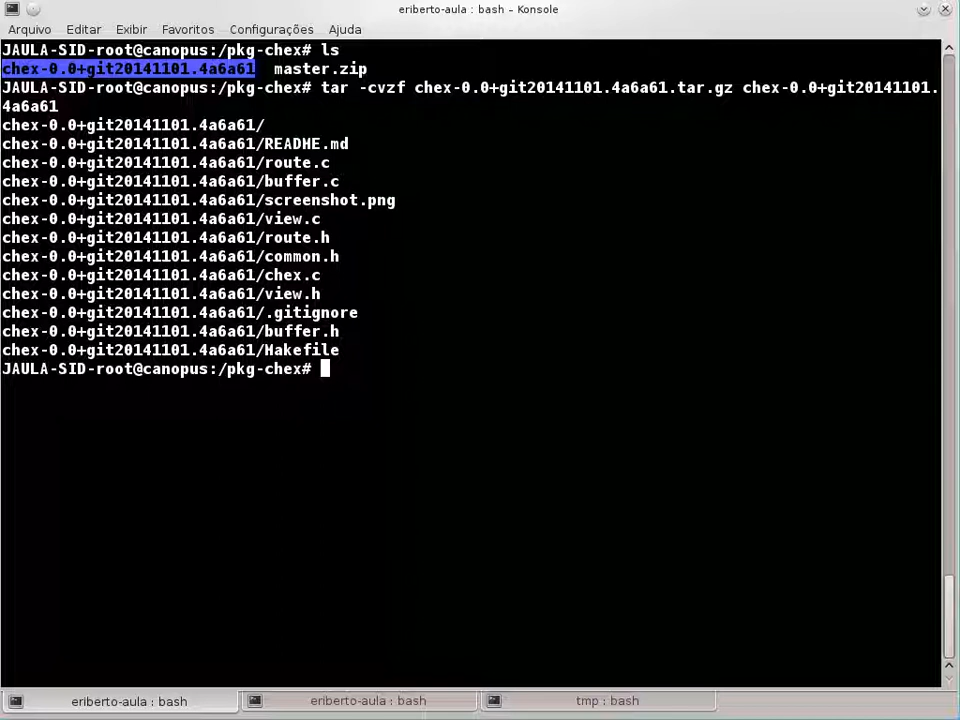 eriberto-aula : bash – Konsole
Arquivo Editar Exibir Favoritos Configurações Ajuda
JAULA-SID-root@canopus:/pkg-chex# ls
chex-0.0+git20141101.4a6a61 master.zip
JAULA-SID-root@canopus:/pkg-chex# tar -cvzf chex-0.0+git20141101.4a6a61.tar.gz chex-0.0+git20141101.
4a6a61
chex-0.0+git20141101.4a6a61/
chex-0.0+git20141101.4a6a61/README.md
chex-0.0+git20141101.4a6a61/route.c
chex-0.0+git20141101.4a6a61/buffer.c
chex-0.0+git20141101.4a6a61/screenshot.png
chex-0.0+git20141101.4a6a61/view.c
chex-0.0+git20141101.4a6a61/route.h
chex-0.0+git20141101.4a6a61/common.h
chex-0.0+git20141101.4a6a61/chex.c
chex-0.0+git20141101.4a6a61/view.h
chex-0.0+git20141101.4a6a61/.gitignore
chex-0.0+git20141101.4a6a61/buffer.h
chex-0.0+git20141101.4a6a61/Makefile
JAULA-SID-root@canopus:/pkg-chex#
eriberto-aula : bash eriberto-aula : bash tmp : bash